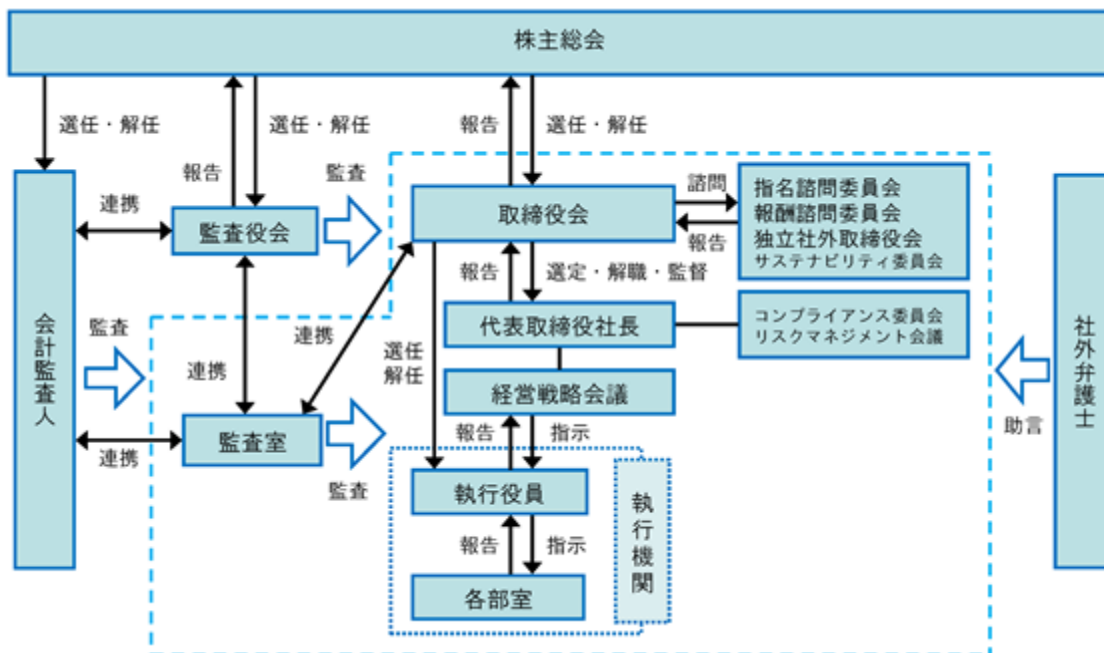 株主総会
選任・解任
報告
選任・解任
報告
選任・解任
連携
監査役会
監査
取締役会
諮問
報告
指名諮問委員会
報酬諮問委員会
独立社外取締役会
サステナビリティ委員会
報告
選定・解職・監督
代表取締役社長
コンプライアンス委員会
リスクマネジメント会議
会計監査人
監査
連携
連携
選任
解任
経営戦略会議
社外弁護士
助言
監査室
連携
監査
報告
指示
執行役員
執行機関
報告
指示
各部室